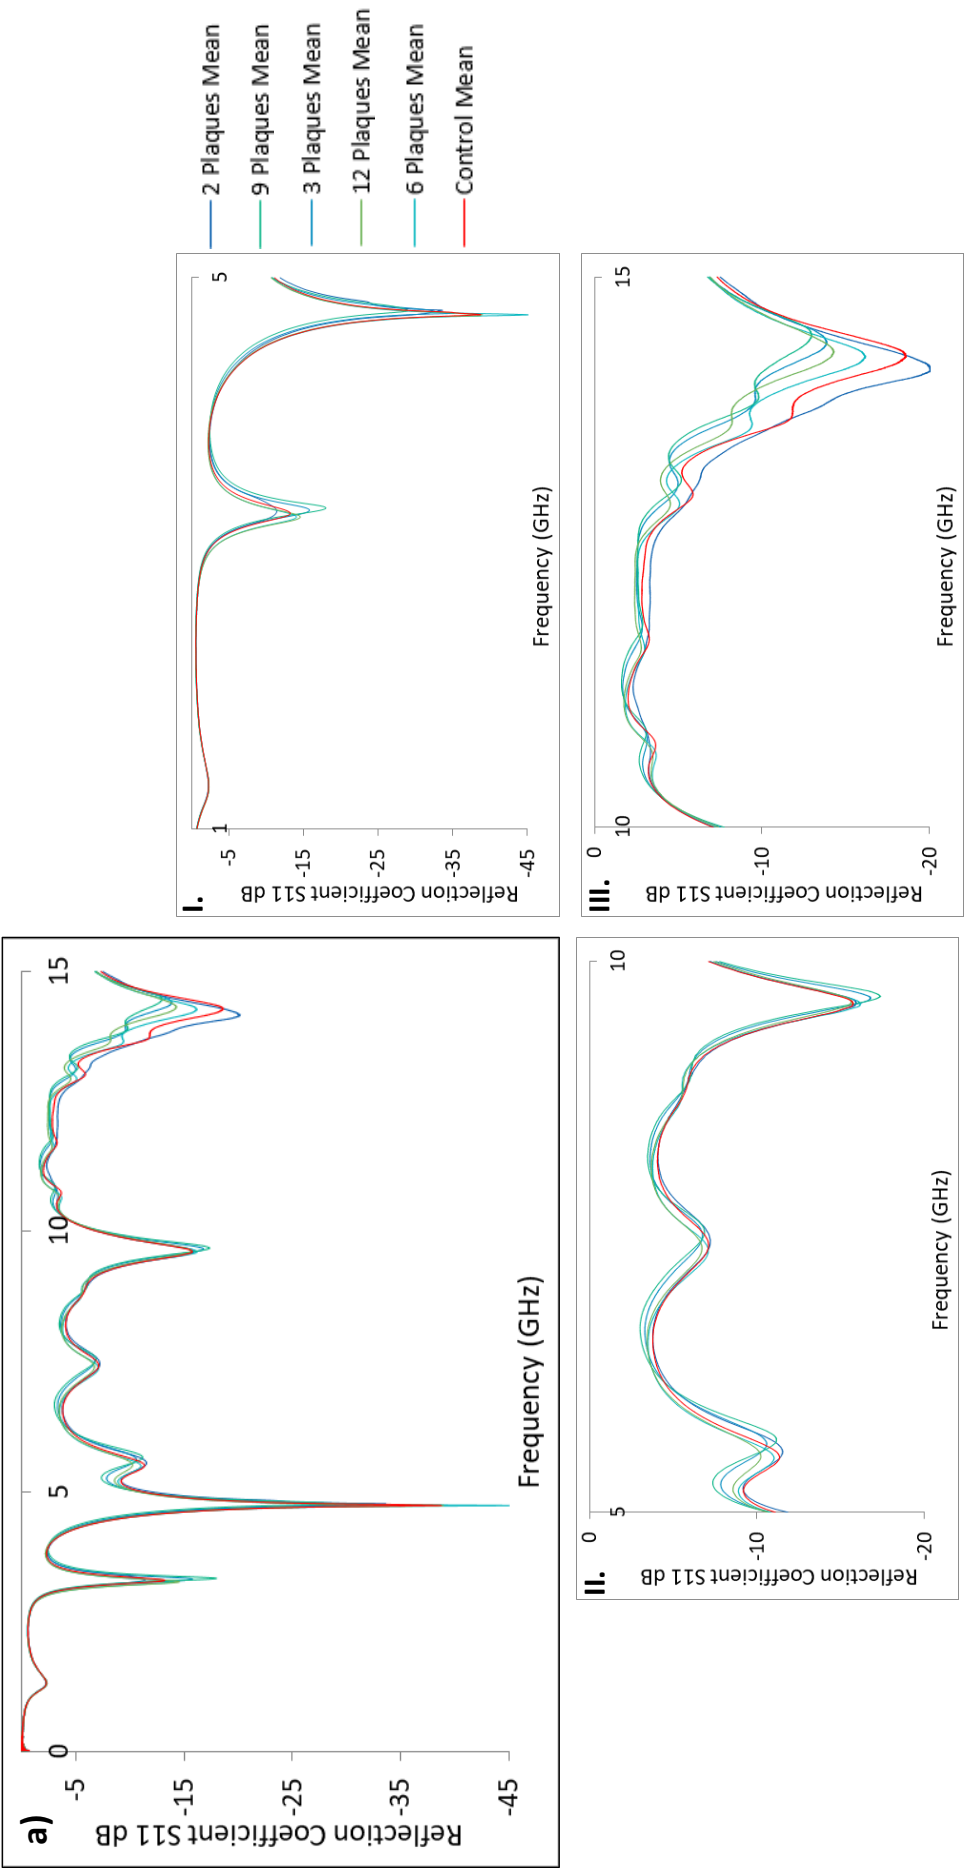 a)
0
5
10
15
-5
-15
-25
-35
-45
Reflection Coefficient S11 dB
Frequency (GHz)
I.
1
5
-5
-15
-25
-35
-45
Reflection Coefficient S11 dB
Frequency (GHz)
2 Plaques Mean
9 Plaques Mean
3 Plaques Mean
12 Plaques Mean
6 Plaques Mean
Control Mean
II.
0
5
10
-10
-20
Reflection Coefficient S11 dB
Frequency (GHz)
III.
0
10
15
-10
-20
Reflection Coefficient S11 dB
Frequency (GHz)